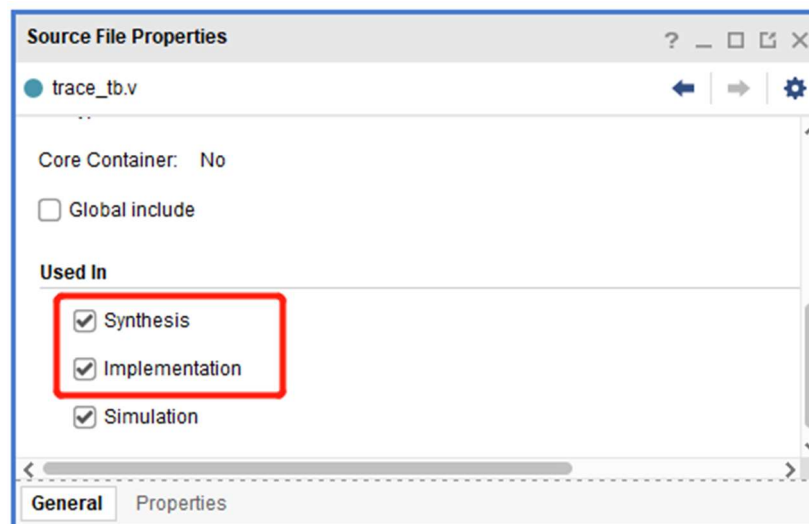 Source File Properties
?
trace_tb.v
Core Container: No
Global include
Used In
Synthesis
Implementation
Simulation
General Properties